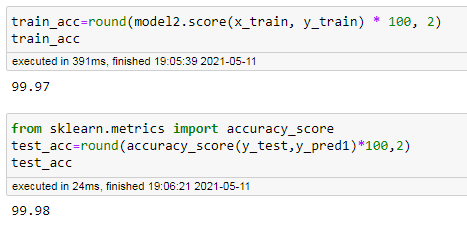 train_acc=round(model2.score(x_train, y_train) * 100, 2)
train_acc
executed in 391ms, finished 19:05:39 2021-05-11
99.97
from sklearn.metrics import accuracy_score
test_acc=round(accuracy_score(y_test,y_pred1)*100,2)
test_acc
executed in 24ms, finished 19:06:21 2021-05-11
99.98